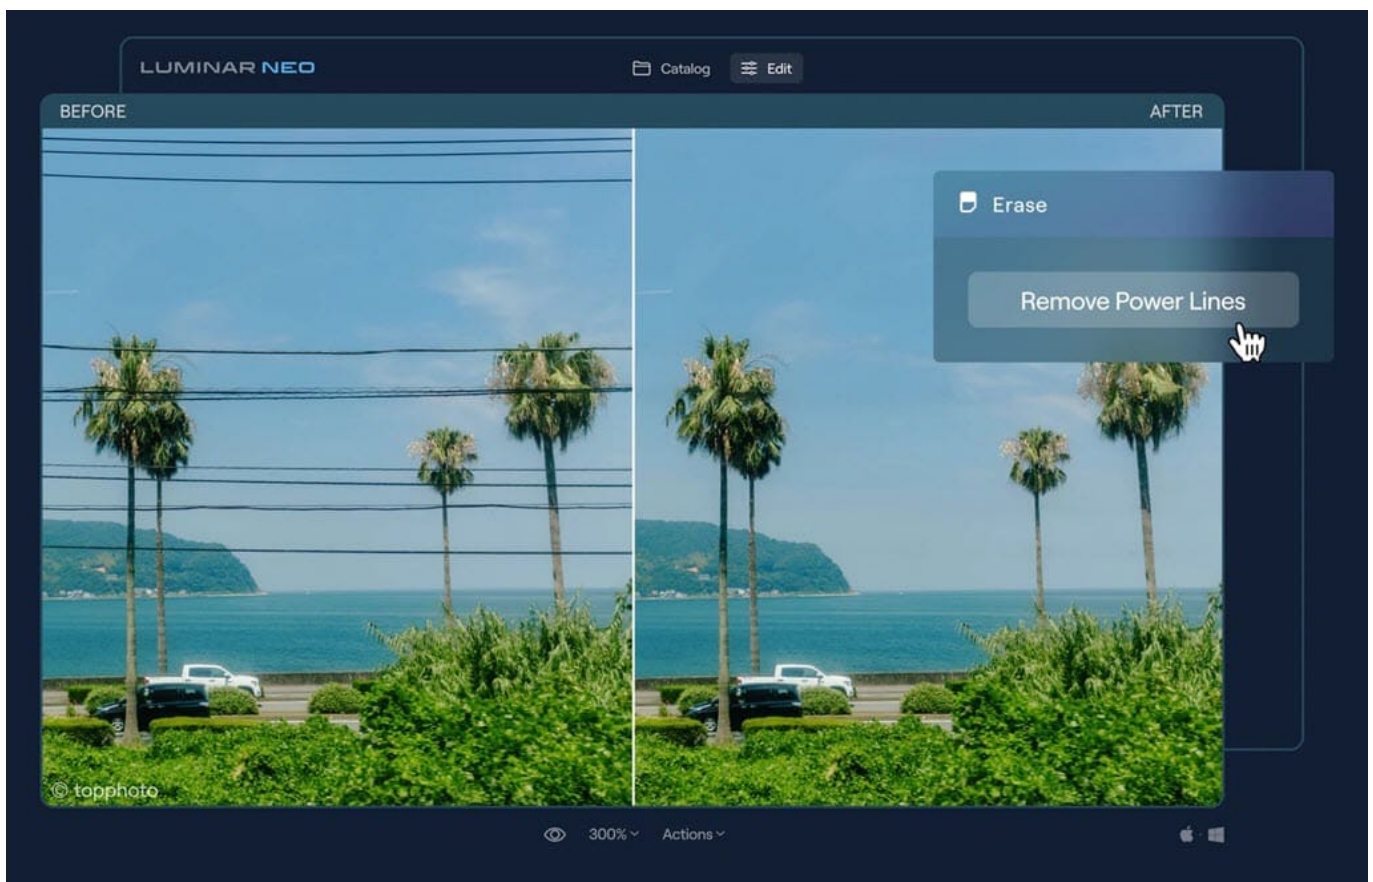 LUMINAR NEO
Catalog
Edit
BEFORE
AFTER
Erase
Remove Power Lines
© topphoto
300%
Actions